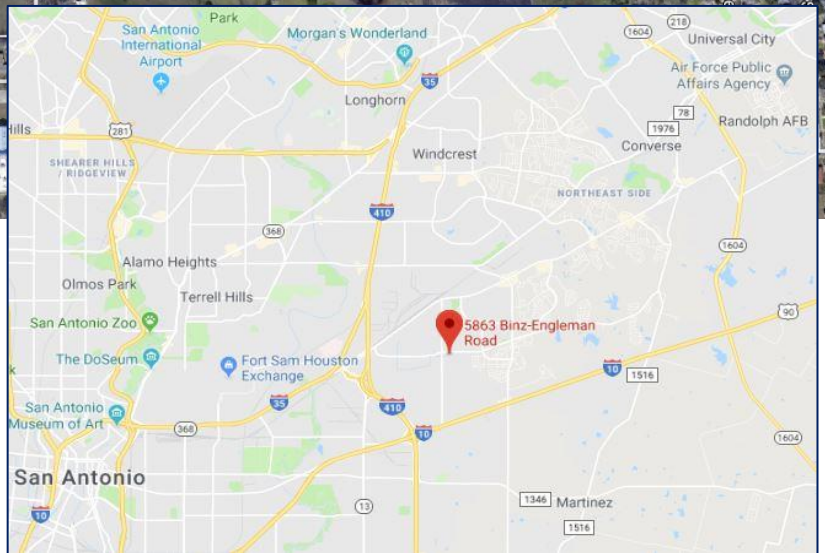 Park
San Antonio
International
Airport
Morgan's Wonderland
218
1604
Universal City
Air Force Public
Affairs Agency
35
Longhorn
78
Randolph AFB
1976
281
Hills
Windcrest
Converse
SHEARER HILLS
/ RIDGEVIEW
NORTHEAST SIDE
410
368
1604
Alamo Heights
Olmos Park
Terrell Hills
90
San Antonio Zoo
5863 Binz-Engleman
Road
The DoSeum
Fort Sam Houston
Exchange
10
1516
k
35
410
San Antonio
Museum of Art
368
10
1604
San Antonio
1346
Martinez
13
10
1516